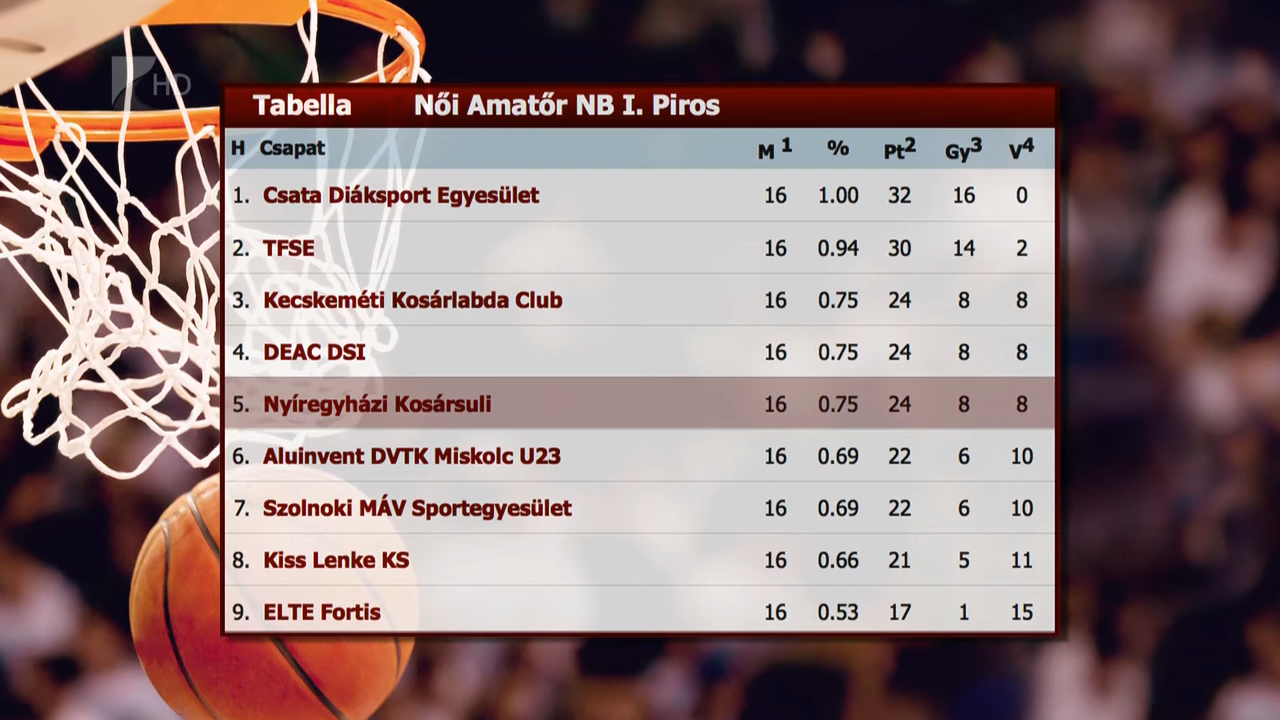 HD
Tabella Női Amatőr NB I. Piros
H Csapat M 1 % Pt2 Gy3 V4
1. Csata Diáksport Egyesület 16 1.00 32 16 0
2. TFSE 16 0.94 30 14 2
3. Kecskeméti Kosárlabda Club 16 0.75 24 8 8
4. DEAC DSI 16 0.75 24 8 8
5. Nyíregyházi Kosársuli 16 0.75 24 8 8
6. Aluinvent DVTK Miskolc U23 16 0.69 22 6 10
7. Szolnoki MÁV Sportegyesület 16 0.69 22 6 10
8. Kiss Lenke KS 16 0.66 21 5 11
9. ELTE Fortis 16 0.53 17 1 15